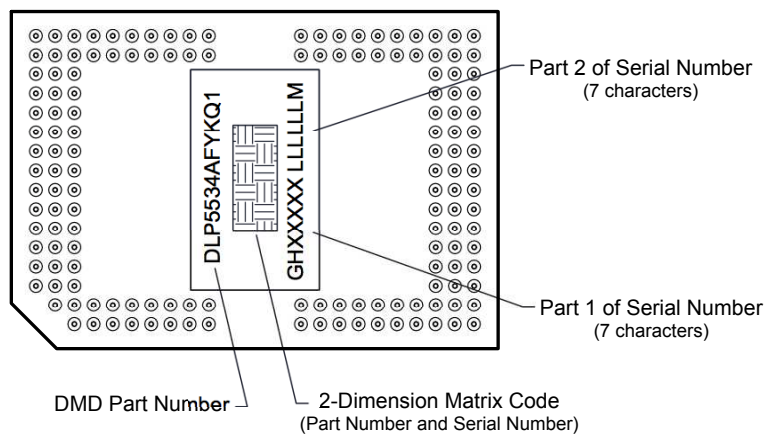 Part 2 of Serial Number
(7 characters)
DLP5534AFYKQ1
GHXXXXX LLLLLLM
Part 1 of Serial Number
(7 characters)
DMD Part Number
2-Dimension Matrix Code
(Part Number and Serial Number)